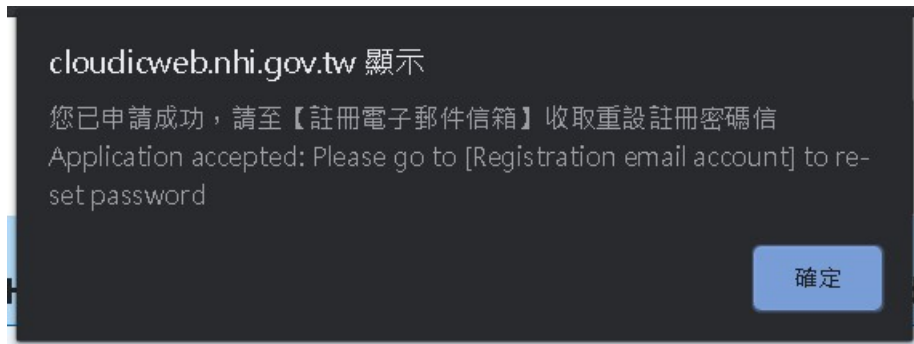 cloudicweb.nhi.gov.tw 顯示
您已申請成功，請至【註冊電子郵件信箱】收取重設註冊密碼信
Application accepted: Please go to [Registration email account] to re-
set password
確定